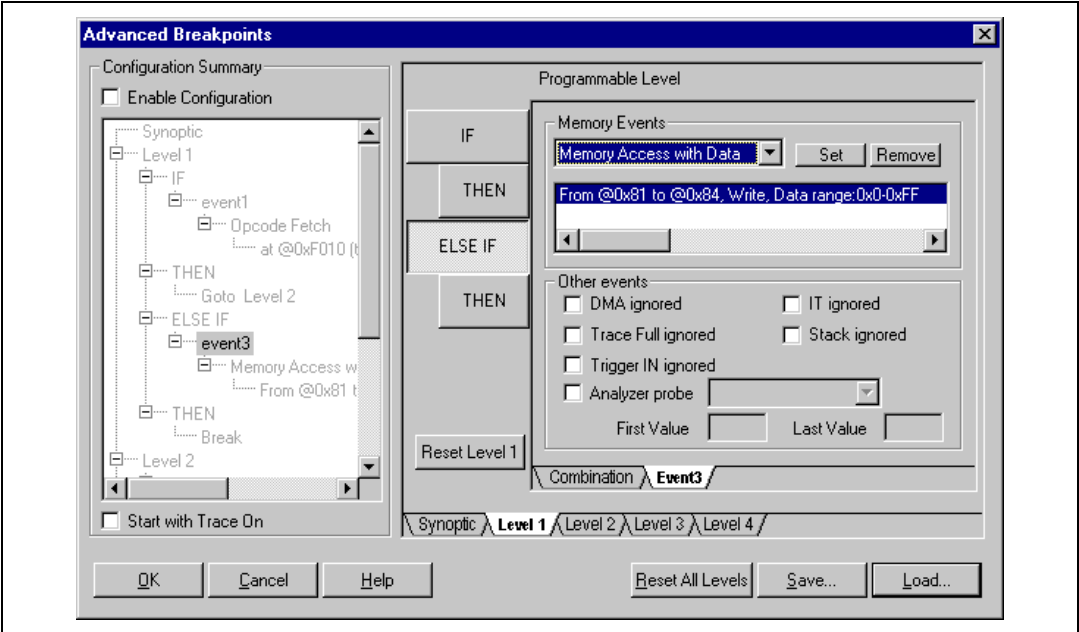 Advanced Breakpoints
Configuration Summary
Enable Configuration
Synoptic
Level 1
IF
event1
Opcode Fetch
at @0xF010 (t
THEN
Goto Level 2
ELSE IF
event3
Memory Access w
From @0x81 t
THEN
Break
Level 2
Start with Trace On
Programmable Level
IF
THEN
ELSE IF
THEN
Reset Level 1
Memory Events
Memory Access with Data
Set
Remove
From @0x81 to @0x84, Write, Data range:0x0-0xFF
Other events
DMA ignored
IT ignored
Trace Full ignored
Stack ignored
Trigger IN ignored
Analyzer probe
First Value
Last Value
Combination
Event3
Synoptic
Level 1
Level 2
Level 3
Level 4
OK
Cancel
Help
Reset All Levels
Save...
Load...